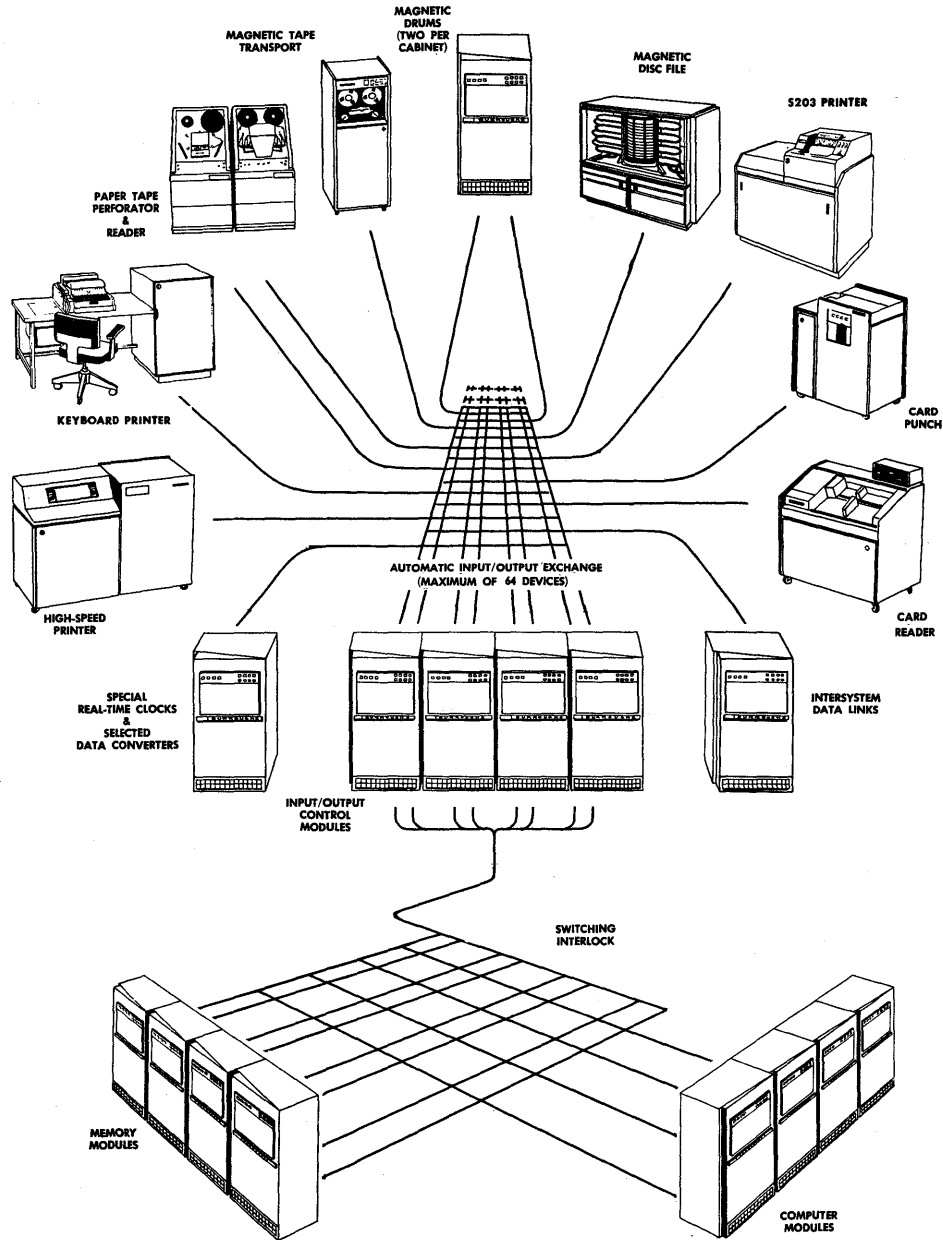 MAGNETIC
DRUMS
(TWO PER
CABINET)
MAGNETIC TAPE
TRANSPORT
MAGNETIC
DISC FILE
S203 PRINTER
PAPER TAPE
PERFORATOR
&
READER
KEYBOARD PRINTER
CARD
PUNCH
AUTOMATIC INPUT/OUTPUT EXCHANGE
(MAXIMUM OF 64 DEVICES)
HIGH-SPEED
PRINTER
CARD
READER
SPECIAL
REAL-TIME CLOCKS
&
SELECTED
DATA CONVERTERS
INTERSYSTEM
DATA LINKS
INPUT/OUTPUT
CONTROL
MODULES
SWITCHING
INTERLOCK
MEMORY
MODULES
COMPUTER
MODULES